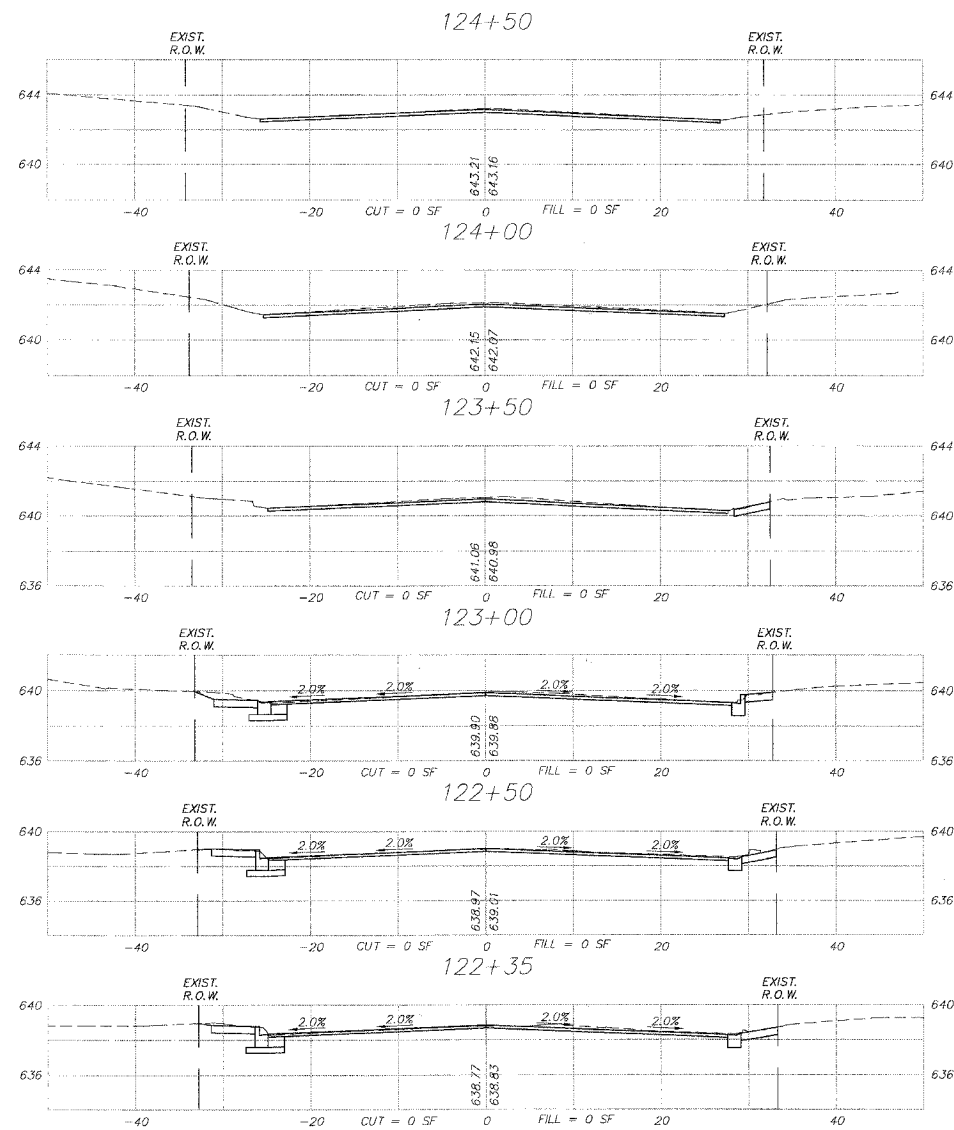 124+50
EXIST.
R.O.W.
EXIST.
R.O.W.
644
644
640
640
643.21
643.16
-40
-20
CUT = 0 SF
0
FILL = 0 SF
20
40
124+00
EXIST.
R.O.W.
EXIST.
R.O.W.
644
644
640
640
642.15
642.07
-40
-20
CUT = 0 SF
0
FILL = 0 SF
20
40
123+50
EXIST.
R.O.W.
EXIST.
R.O.W.
644
644
640
640
641.06
640.98
636
636
-40
-20
CUT = 0 SF
0
FILL = 0 SF
20
40
123+00
EXIST.
R.O.W.
EXIST.
R.O.W.
640
2.0%
2.0%
2.0%
2.0%
640
639.90
639.88
636
636
-40
-20
CUT = 0 SF
0
FILL = 0 SF
20
40
122+50
EXIST.
R.O.W.
EXIST.
R.O.W.
640
640
2.0%
2.0%
2.0%
2.0%
638.97
639.01
636
636
-40
-20
CUT = 0 SF
0
FILL = 0 SF
20
40
122+35
EXIST.
R.O.W.
EXIST.
R.O.W.
640
640
2.0%
2.0%
2.0%
2.0%
638.77
638.83
636
636
-40
-20
CUT = 0 SF
0
FILL = 0 SF
20
40